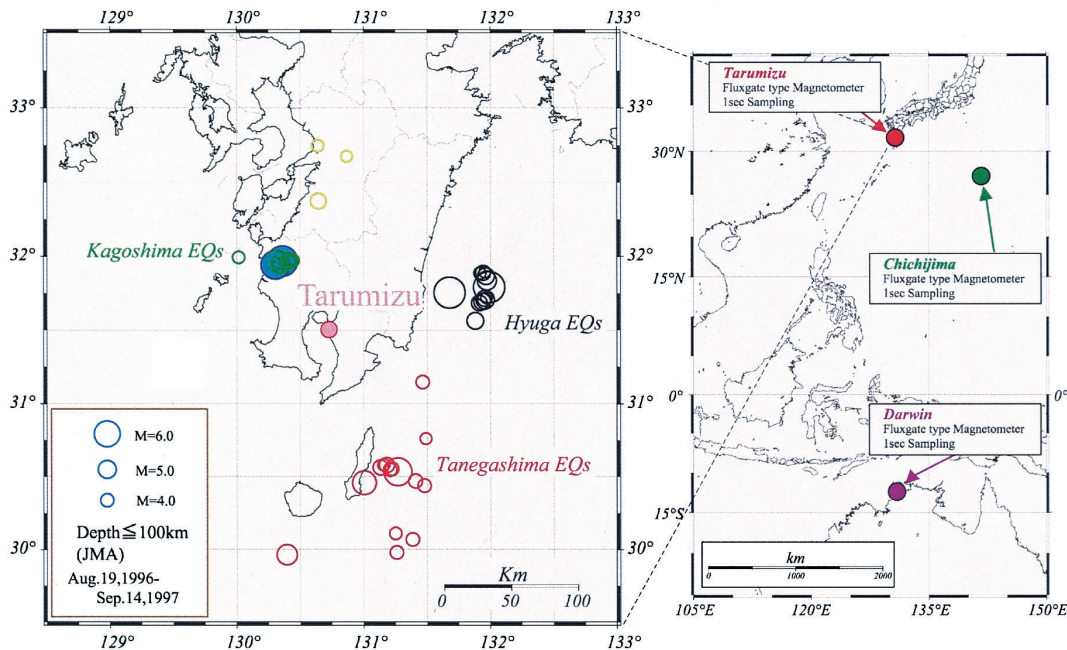 129° 130° 131° 132° 133°
33° 33°
32° 32°
31° 31°
30° 30°
129° 130° 131° 132° 133°
Kagoshima EQs
Tarumizu
Hyuga EQs
Tanegashima EQs
M=6.0
M=5.0
M=4.0
Depth≦100km
(JMA)
Aug.19,1996-
Sep.14,1997
Km
0 50 100
Tarumizu
Fluxgate type Magnetometer
1sec Sampling
Chichijima
Fluxgate type Magnetometer
1sec Sampling
Darwin
Fluxgate type Magnetometer
1sec Sampling
30°N
15°N
0° 0°
15°S
km
0 1000 2000
105°E 120°E 135°E 150°E